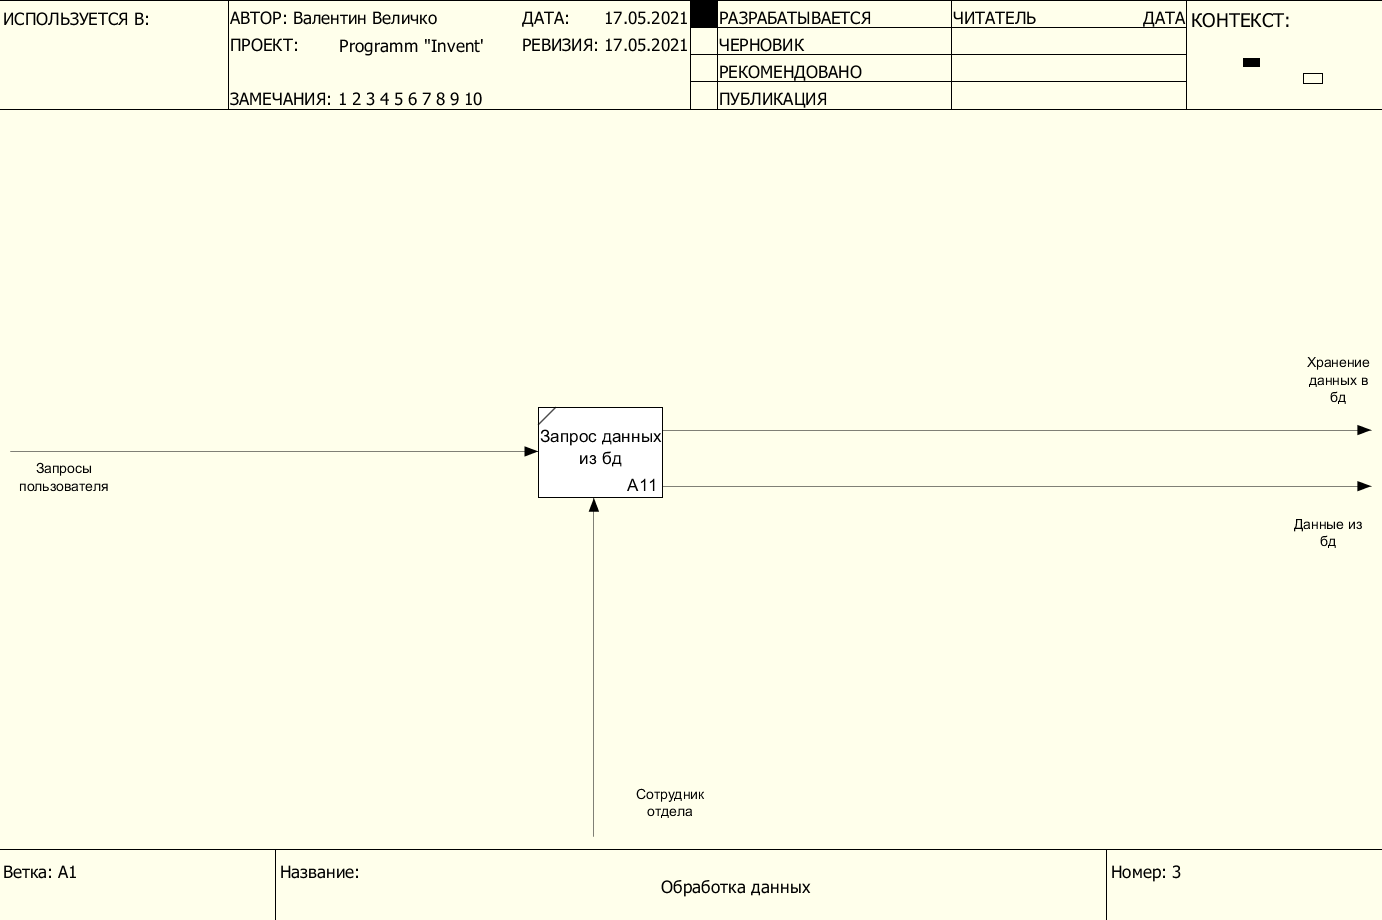 ИСПОЛЬЗУЕТСЯ В:
АВТОР: Валентин Величко ДАТА: 17.05.2021
ПРОЕКТ: Programm "Invent' РЕВИЗИЯ: 17.05.2021
ЗАМЕЧАНИЯ: 1 2 3 4 5 6 7 8 9 10
РАЗРАБАТЫВАЕТСЯ
ЧЕРНОВИК
РЕКОМЕНДОВАНО
ПУБЛИКАЦИЯ
ЧИТАТЕЛЬ ДАТА
КОНТЕКСТ:
Хранение
данных в
бд
Запрос данных
из бд
A11
Запросы
пользователя
Данные из
бд
Сотрудник
отдела
Ветка: A1
Название:
Обработка данных
Номер: 3